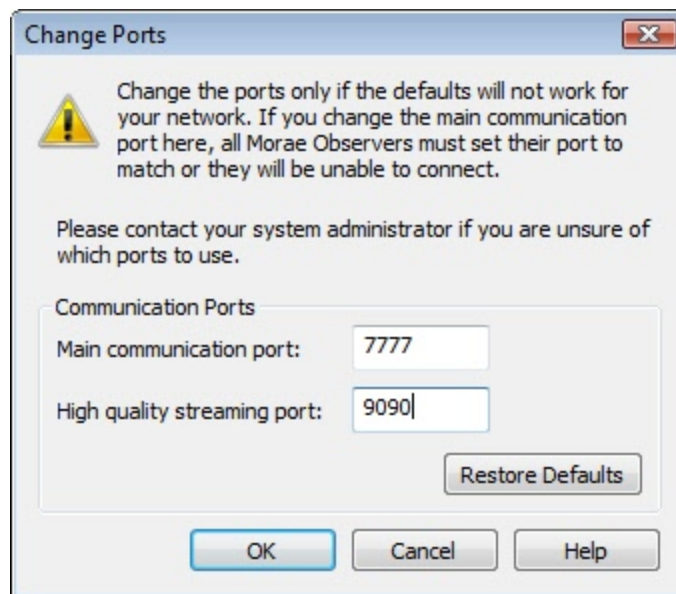 Change Ports
Change the ports only if the defaults will not work for
your network. If you change the main communication
port here, all Morae Observers must set their port to
match or they will be unable to connect.
Please contact your system administrator if you are unsure of
which ports to use.
Communication Ports
Main communication port: 7777
High quality streaming port: 9090
Restore Defaults
OK Cancel Help